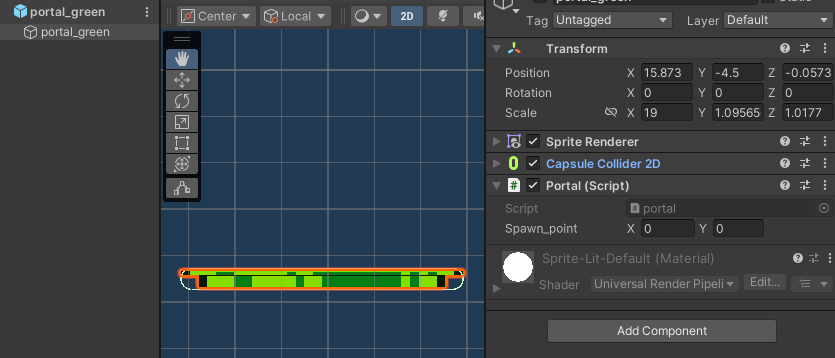 portal_green
portal_green
Center
Local
2D
portal_green
Static
Tag Untagged Layer Default
Transform
Position X 15.873 Y -4.5 Z -0.0573
Rotation X 0 Y 0 Z 0
Scale X 19 Y 1.09565 Z 1.0177
Sprite Renderer
Capsule Collider 2D
# Portal (Script)
Script # portal
Spawn_point X 0 Y 0
Sprite-Lit-Default (Material)
Shader Universal Render Pipeli Edit...
Add Component